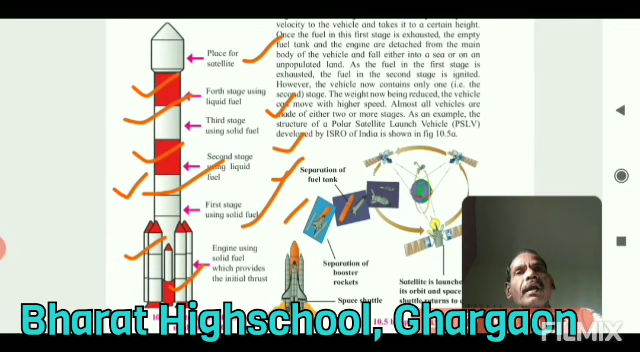 velocity to the vehicle and takes it to a certain height.
Once the fuel in this first stage is exhausted, the empty
fuel tank and the engine are detached from the main
body of the vehicle and fall either into a sea or on an
unpopulated land. As the fuel in the first stage is
exhausted, the fuel in the second stage is ignited.
However, the vehicle now contains only one (i.e. the
second) stage. The weight now being reduced, the vehicle
can move with higher speed. Almost all vehicles are
made of either two or more stages. As an example, the
structure of a Polar Satellite Launch Vehicle (PSLV)
developed by ISRO of India is shown in fig 10.5a.
Place for
satellite
Forth stage using
liquid fuel
Third stage
using solid fuel
Second stage
using liquid
fuel
First stage
using solid fuel
Engine using
solid fuel
which provides
the initial thrust
Separation of
fuel tank
Separation of
booster
rockets
Space shuttle
Satellite is launche
its orbit and space
shuttle returns to
10.5
Bharat Highschool, Ghargaon
FILMIX